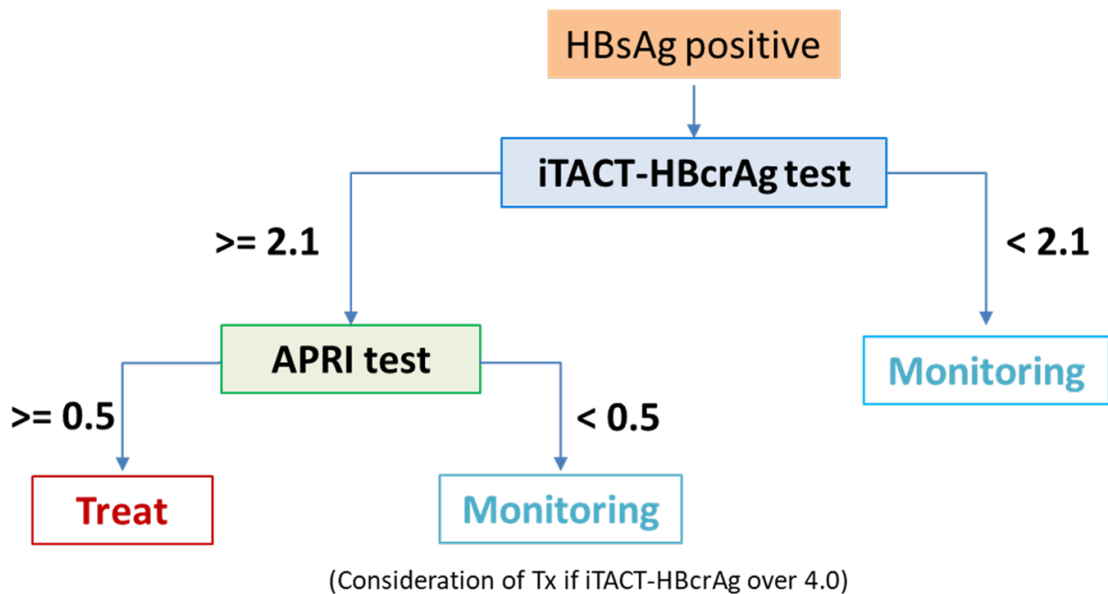 HBsAg positive
iTACT-HBcrAg test
>= 2.1
< 2.1
APRI test
Monitoring
>= 0.5
< 0.5
Treat
Monitoring
(Consideration of Tx if iTACT-HBcrAg over 4.0)